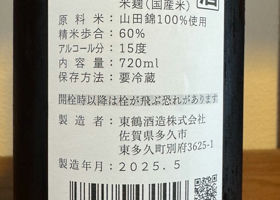 米麹(国産米)
酒
原 料 米：山田錦100%使用
精米歩合：60%
アルコール分：15度
内 容 量：720ml
保存方法：要冷蔵
開栓時以降は栓が飛ぶ恐れがあります
製 造 者：東鶴酒造株式会社
佐賀県多久市
東多久町別府3625-1
製造年月 2025.5